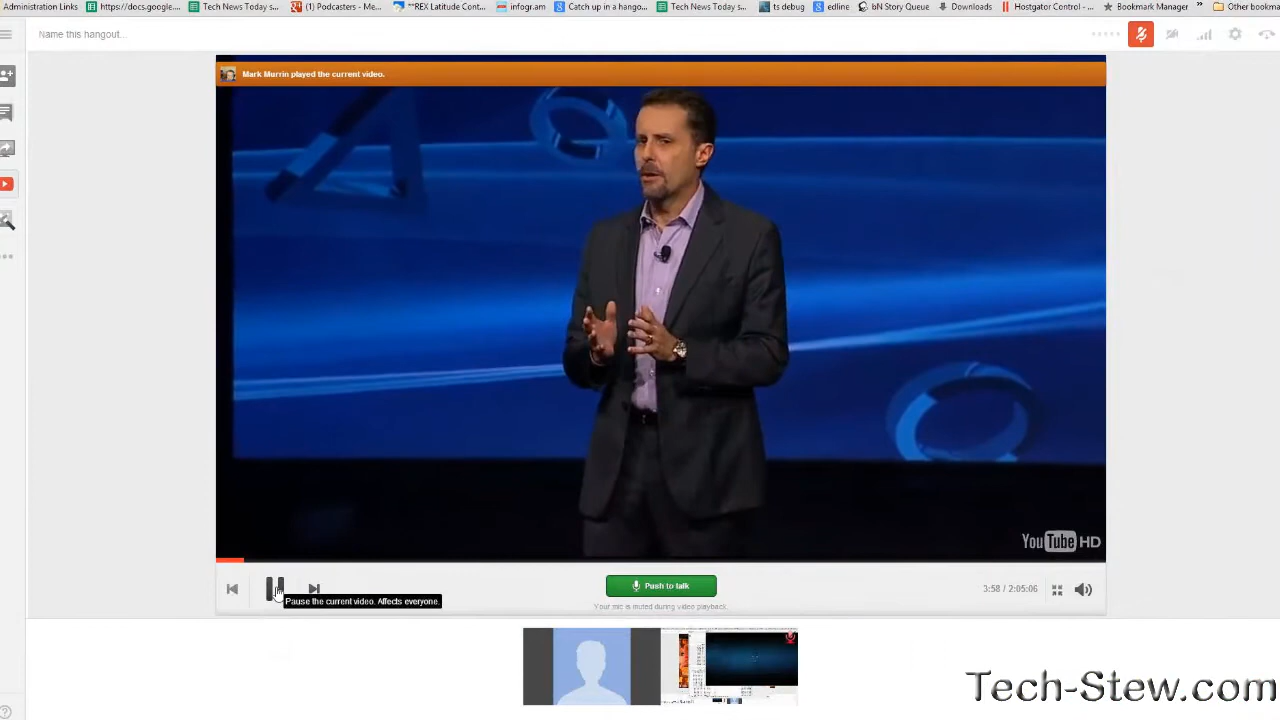 Administration Links https://docs.google.... Tech News Today s... (1) Podcasters - Me... **REX Latitude Cont... infogr.am Catch up in a hango... Tech News Today s... ts debug edline bN Story Queue Downloads Hostgator Control ... Bookmark Manager » Other bookma
Name this hangout...
Mark Murrin played the current video.
You Tube HD
Push to talk
3:58 / 2:05:06
Pause the current video. Affects everyone.
Your mic is muted during video playback.
Tech-Stew.com